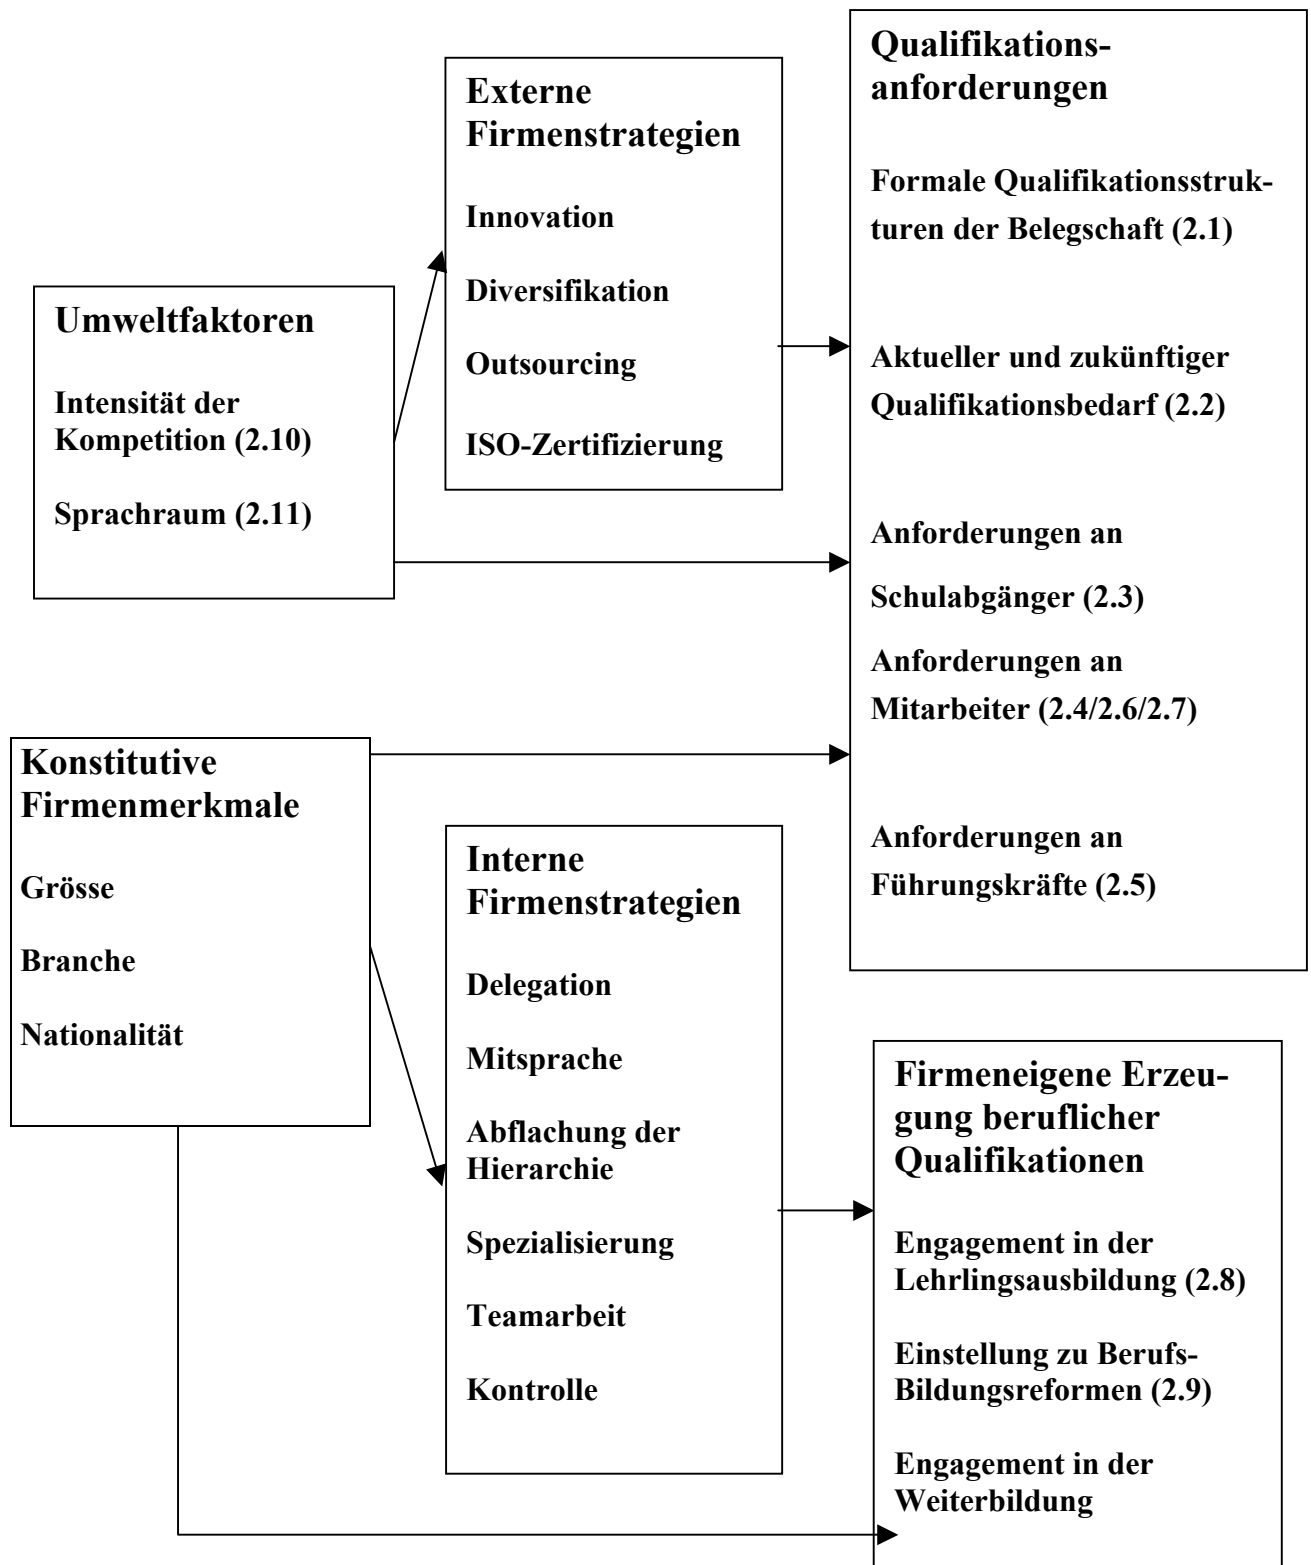 Umweltfaktoren
Intensität der
Kompetition (2.10)
Sprachraum (2.11)
Konstitutive
Firmenmerkmale
Grösse
Branche
Nationalität
Externe
Firmenstrategien
Innovation
Diversifikation
Outsourcing
ISO-Zertifizierung
Interne
Firmenstrategien
Delegation
Mitsprache
Abflachung der
Hierarchie
Spezialisierung
Teamarbeit
Kontrolle
Qualifikations-
anforderungen
Formale Qualifikationsstruk-
turen der Belegschaft (2.1)
Aktueller und zukünftiger
Qualifikationsbedarf (2.2)
Anforderungen an
Schulabgänger (2.3)
Anforderungen an
Mitarbeiter (2.4/2.6/2.7)
Anforderungen an
Führungskräfte (2.5)
Firmeneigene Erzeu-
gung beruflicher
Qualifikationen
Engagement in der
Lehrlingsausbildung (2.8)
Einstellung zu Berufs-
Bildungsreformen (2.9)
Engagement in der
Weiterbildung